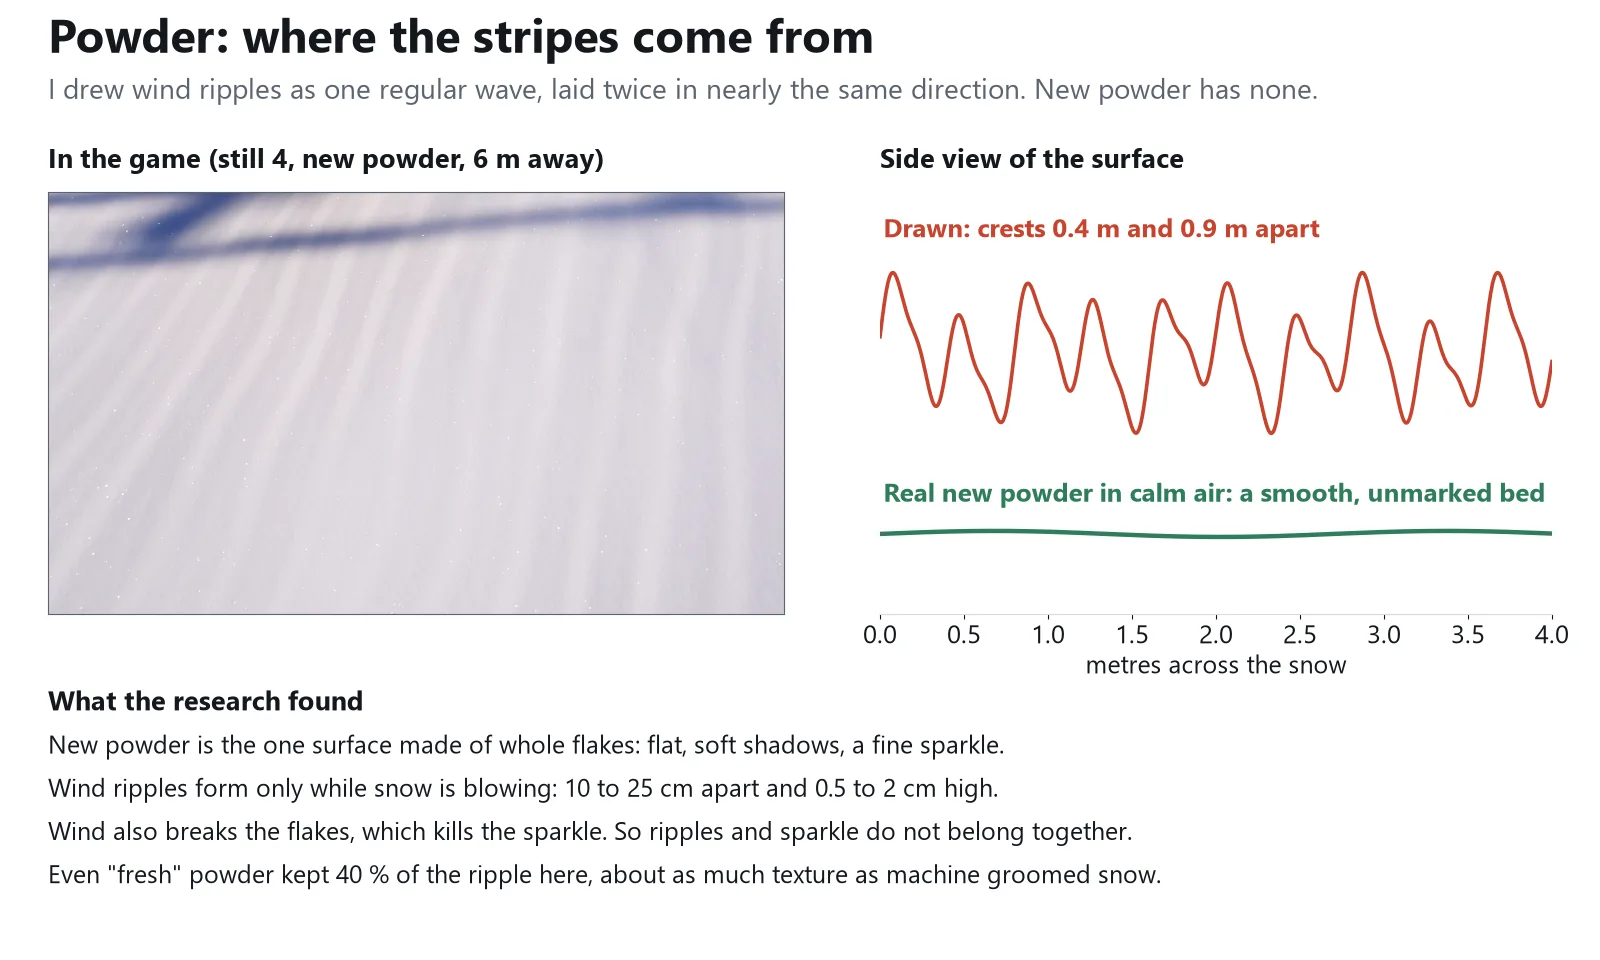 Powder: where the stripes come from
I drew wind ripples as one regular wave, laid twice in nearly the same direction. New powder has none.
In the game (still 4, new powder, 6 m away)
Side view of the surface
Drawn: crests 0.4 m and 0.9 m apart
Real new powder in calm air: a smooth, unmarked bed
0.0 0.5 1.0 1.5 2.0 2.5 3.0 3.5 4.0
metres across the snow
What the research found
New powder is the one surface made of whole flakes: flat, soft shadows, a fine sparkle.
Wind ripples form only while snow is blowing: 10 to 25 cm apart and 0.5 to 2 cm high.
Wind also breaks the flakes, which kills the sparkle. So ripples and sparkle do not belong together.
Even "fresh" powder kept 40 % of the ripple here, about as much texture as machine groomed snow.